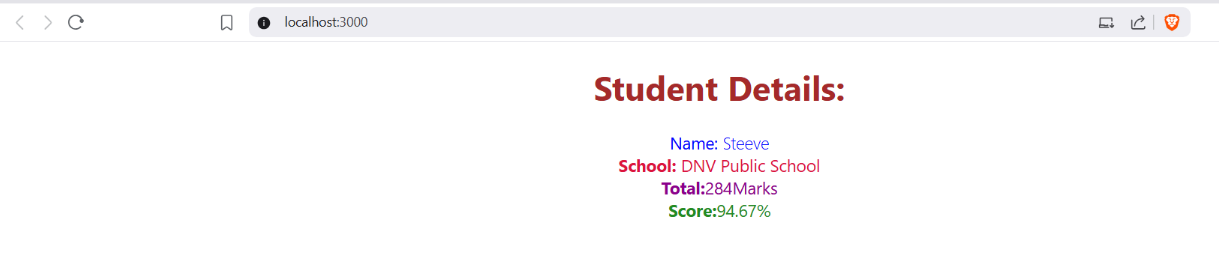 localhost:3000
Student Details:
Name: Steeve
School: DNV Public School
Total:284Marks
Score:94.67%